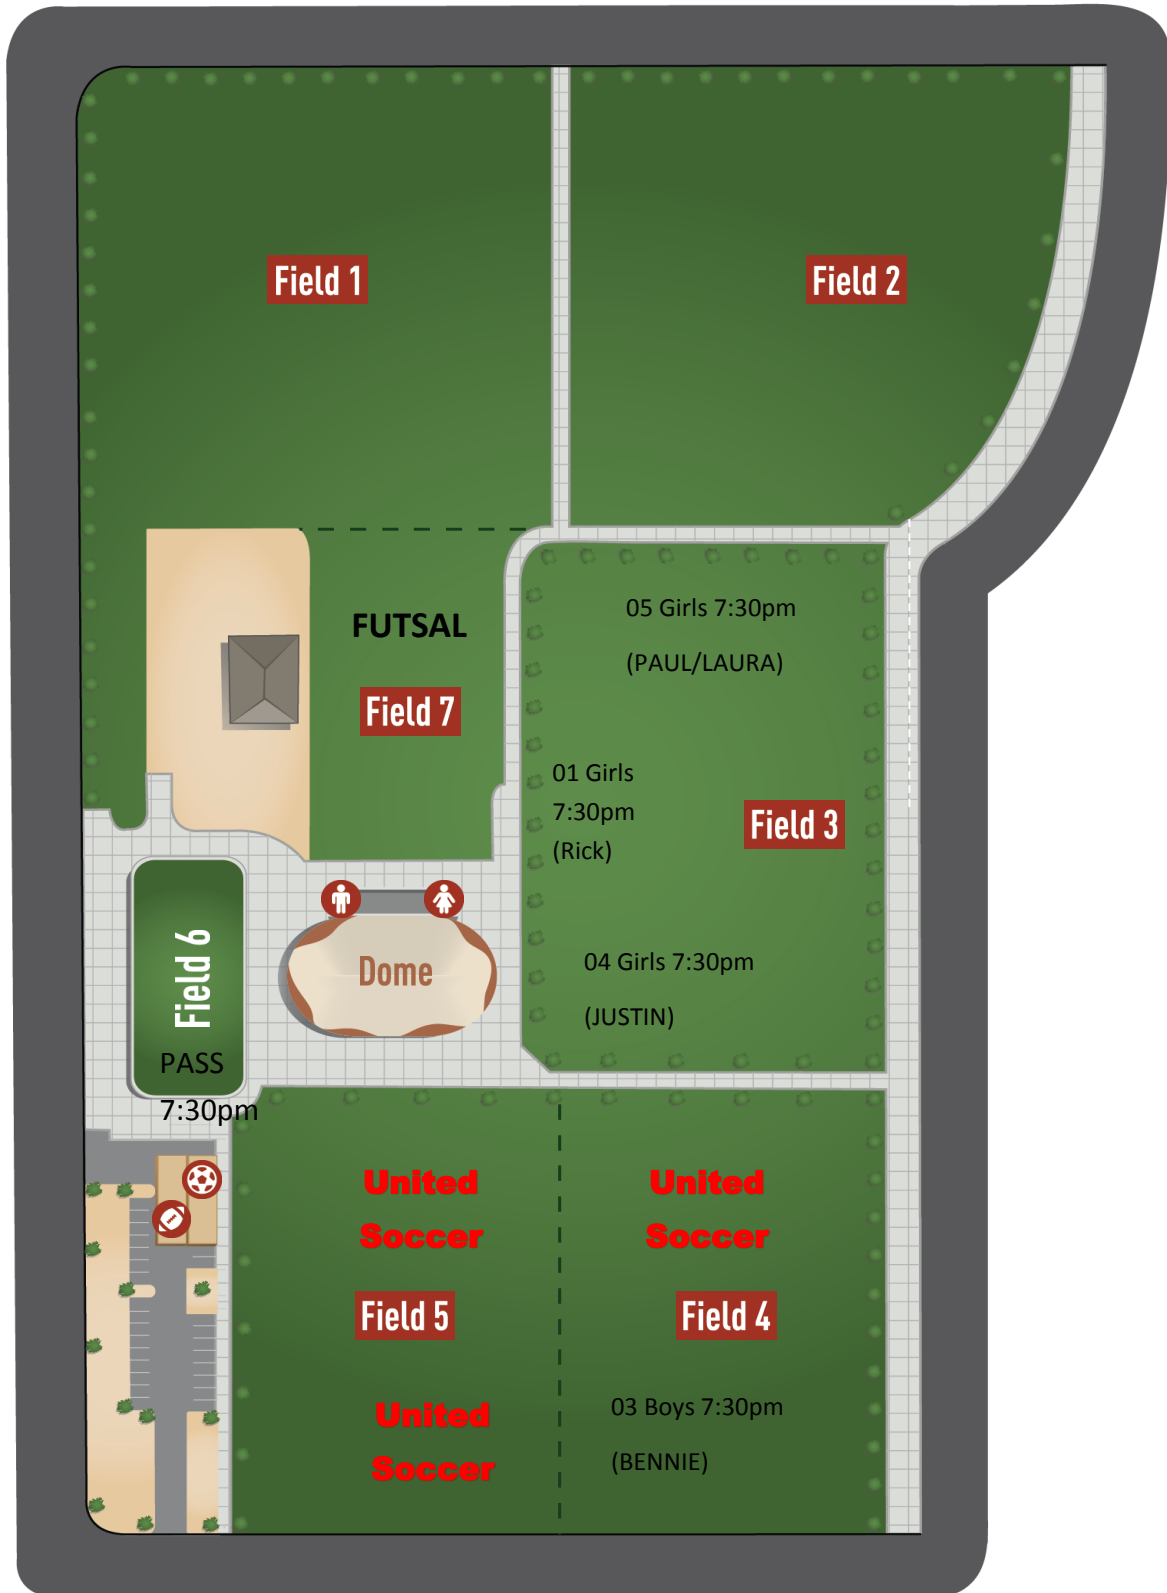 Field 1
Field 2
05 Girls 7:30pm
(PAUL/LAURA)
FUTSAL
Field 7
01 Girls
7:30pm
(Rick)
Field 3
04 Girls 7:30pm
(JUSTIN)
Dome
Field 6
PASS
7:30pm
United
Soccer
United
Soccer
Field 5
Field 4
United
Soccer
03 Boys 7:30pm
(BENNIE)